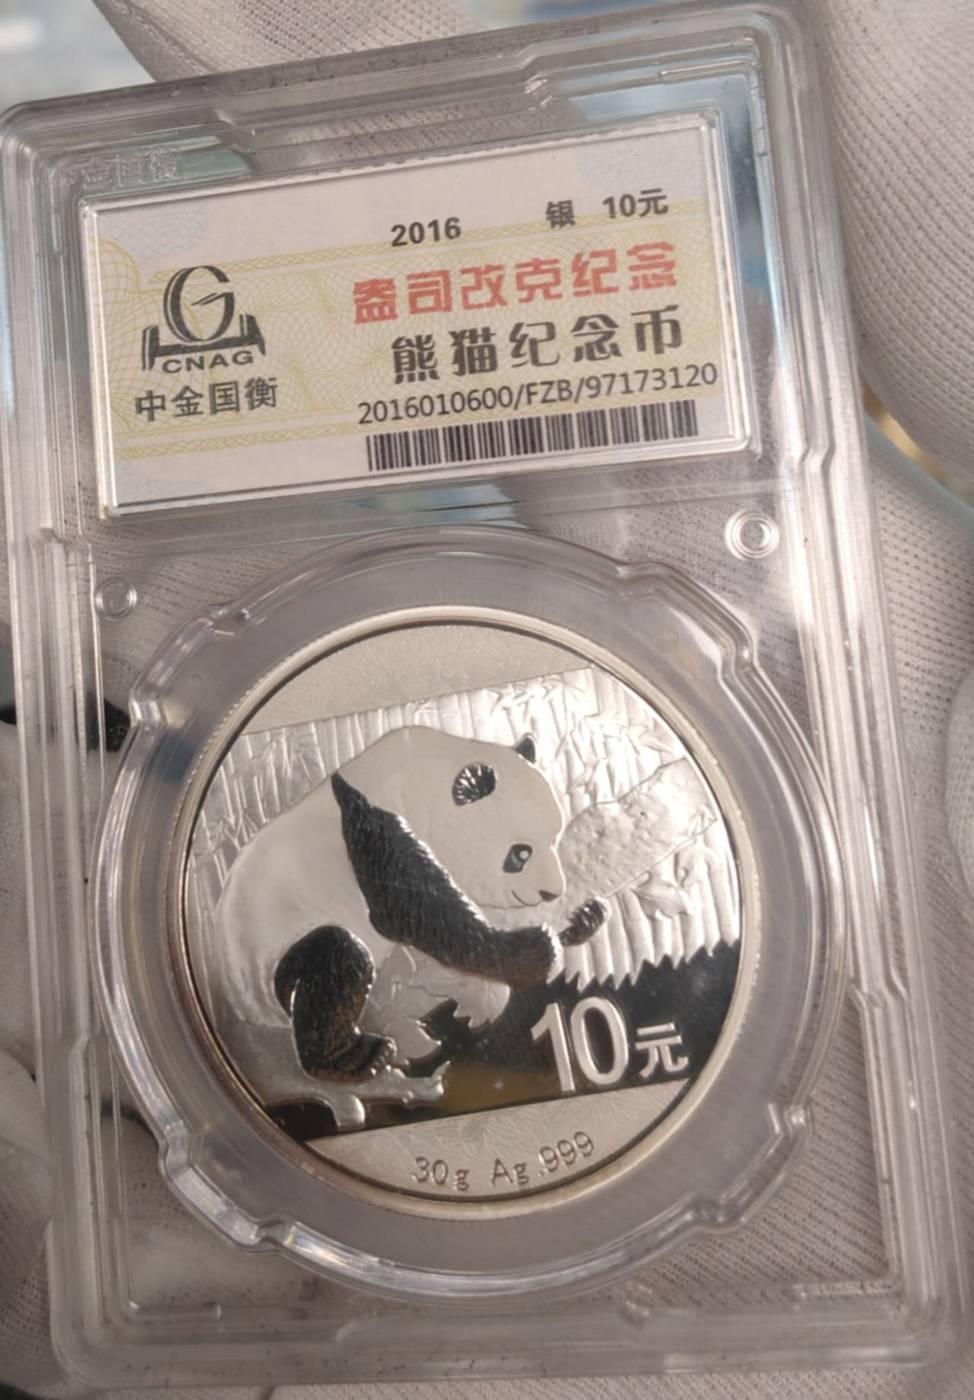 2016 银 10元
盎司改克纪念
熊猫纪念币
2016010600/FZB/97173120
CNAG
中金国衡
10元
30g Ag .999